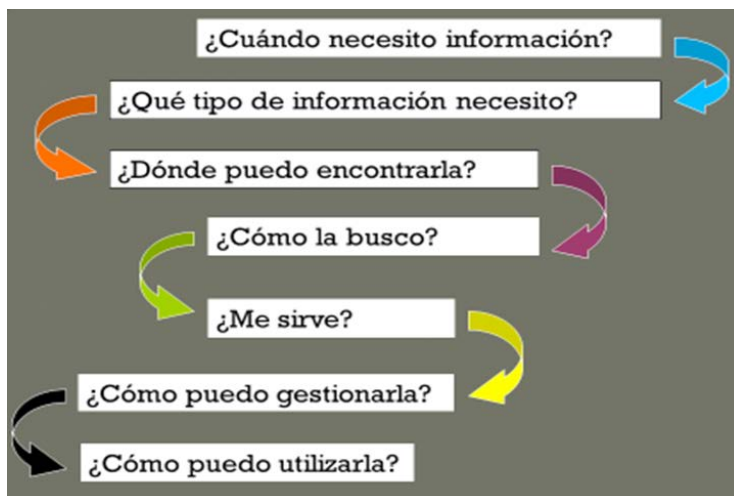 ¿Cuándo necesito información?
¿Qué tipo de información necesito?
¿Dónde puedo encontrarla?
¿Cómo la busco?
¿Me sirve?
¿Cómo puedo gestionarla?
¿Cómo puedo utilizarla?